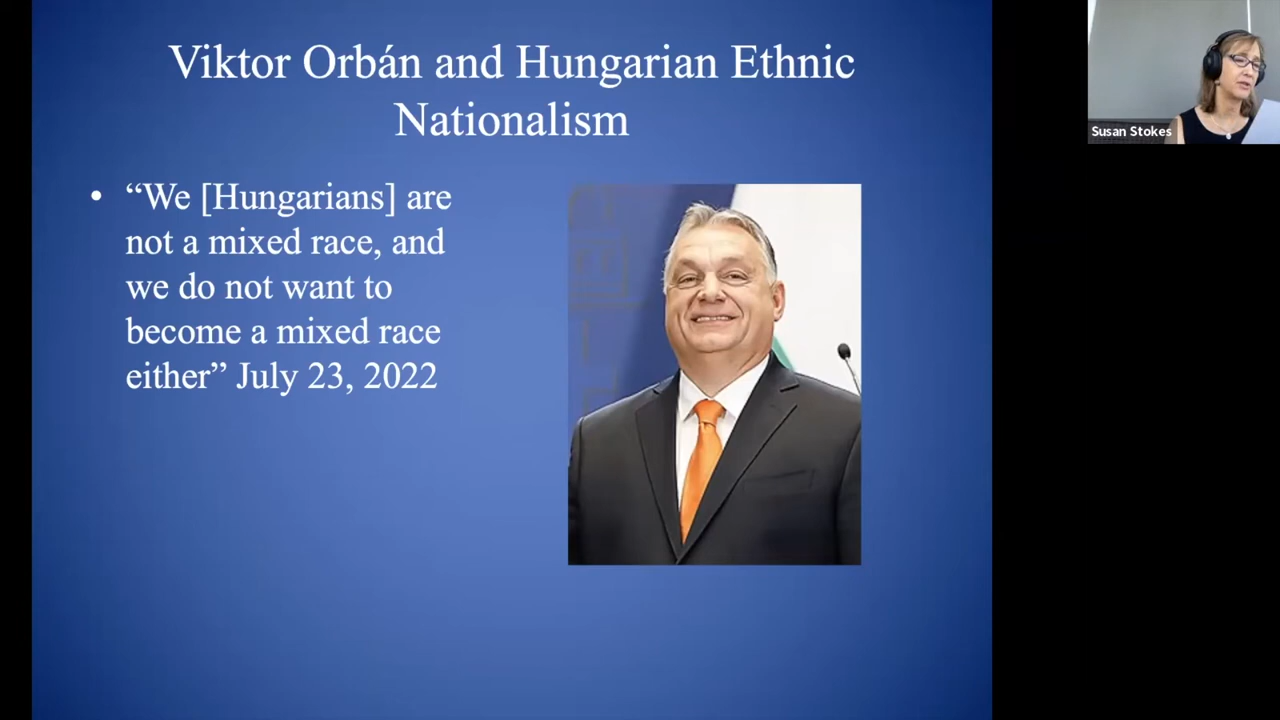 Viktor Orbán and Hungarian Ethnic
Nationalism
• “We [Hungarians] are
not a mixed race, and
we do not want to
become a mixed race
either” July 23, 2022
Susan Stokes